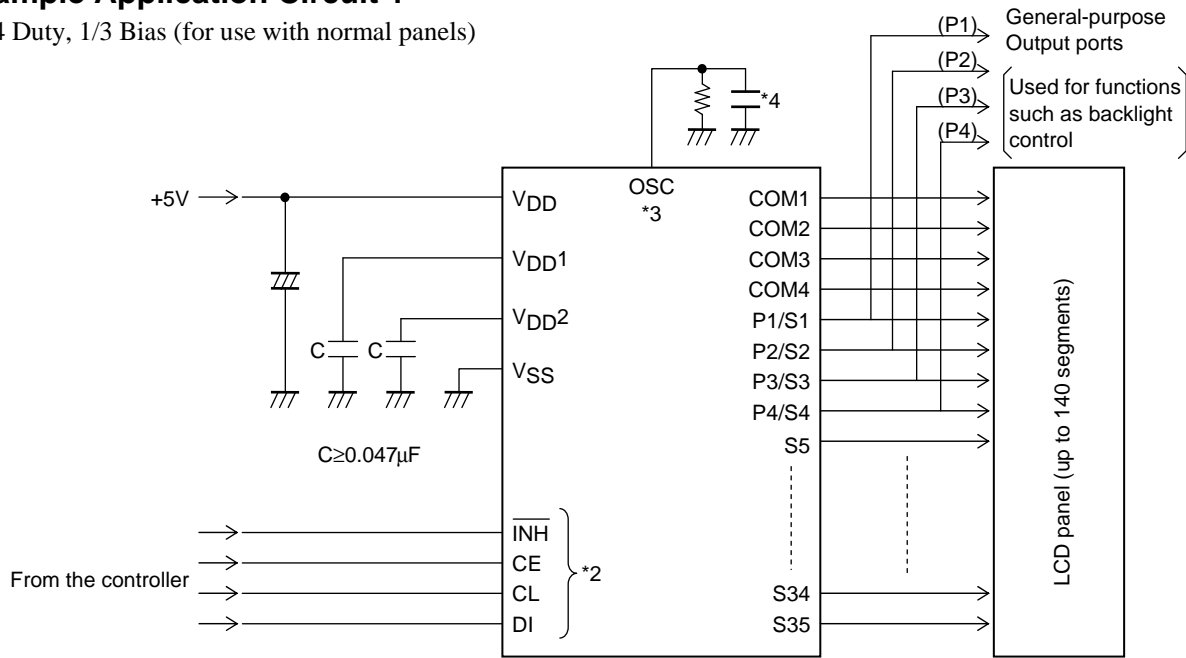 4 Duty, 1/3 Bias (for use with normal panels)
(P1)
General-purpose
Output ports
(P2)
(P3)
(P4)
Used for functions
such as backlight
control
*4
OSC
*3
+5V
VDD
VDD1
VDD2
VSS
C
C
C≥0.047μF
COM1
COM2
COM3
COM4
P1/S1
P2/S2
P3/S3
P4/S4
S5
S34
S35
LCD panel (up to 140 segments)
From the controller
INH
CE
CL
DI
*2